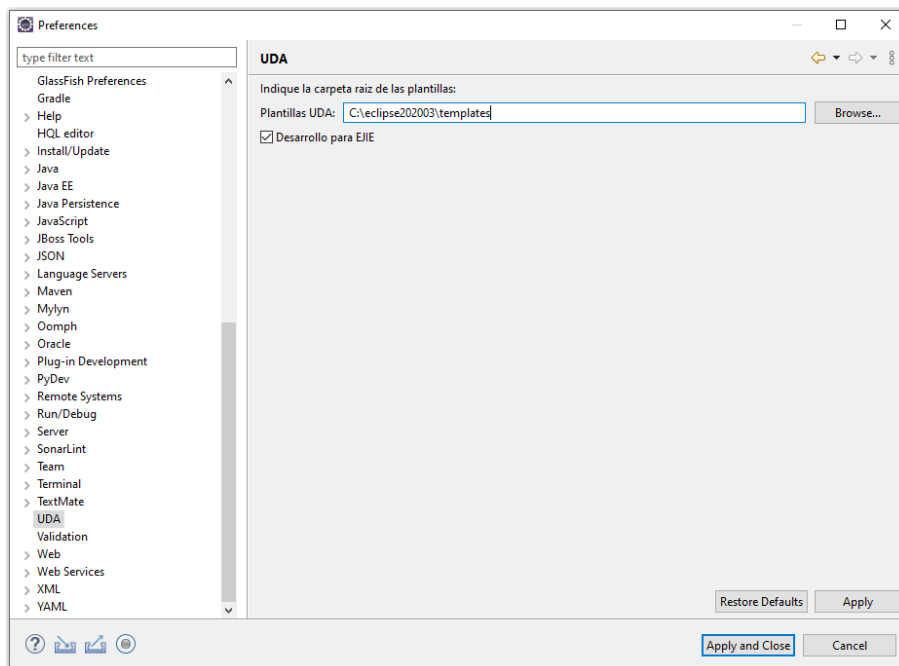 Preferences
type filter text
GlassFish Preferences
Gradle
Help
HQL editor
Install/Update
Java
Java EE
Java Persistence
JavaScript
JBoss Tools
JSON
Language Servers
Maven
Mylyn
Oomph
Oracle
Plug-in Development
PyDev
Remote Systems
Run/Debug
Server
SonarLint
Team
Terminal
TextMate
UDA
Validation
Web
Web Services
XML
YAML
UDA
Indique la carpeta raiz de las plantillas:
Plantillas UDA: C:\eclipse202003\templates Browse...
Desarrollo para EJIE
Restore Defaults Apply
Apply and Close Cancel